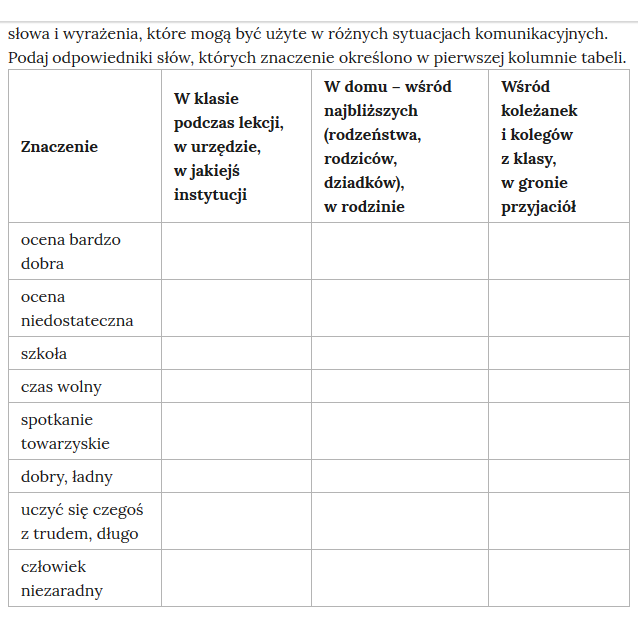 słowa i wyrażenia, które mogą być użyte w różnych sytuacjach komunikacyjnych.
Podaj odpowiedniki słów, których znaczenie określono w pierwszej kolumnie tabeli.
Znaczenie
W klasie
podczas lekcji,
w urzędzie,
w jakiejś
instytucji
W domu – wśród
najbliższych
(rodzeństwa,
rodziców,
dziadków),
w rodzinie
Wśród
koleżanek
i kolegów
z klasy,
w gronie
przyjaciół
ocena bardzo
dobra
ocena
niedostateczna
szkoła
czas wolny
spotkanie
towarzyskie
dobry, ładny
uczyć się czegoś
z trudem, długo
człowiek
niezaradny